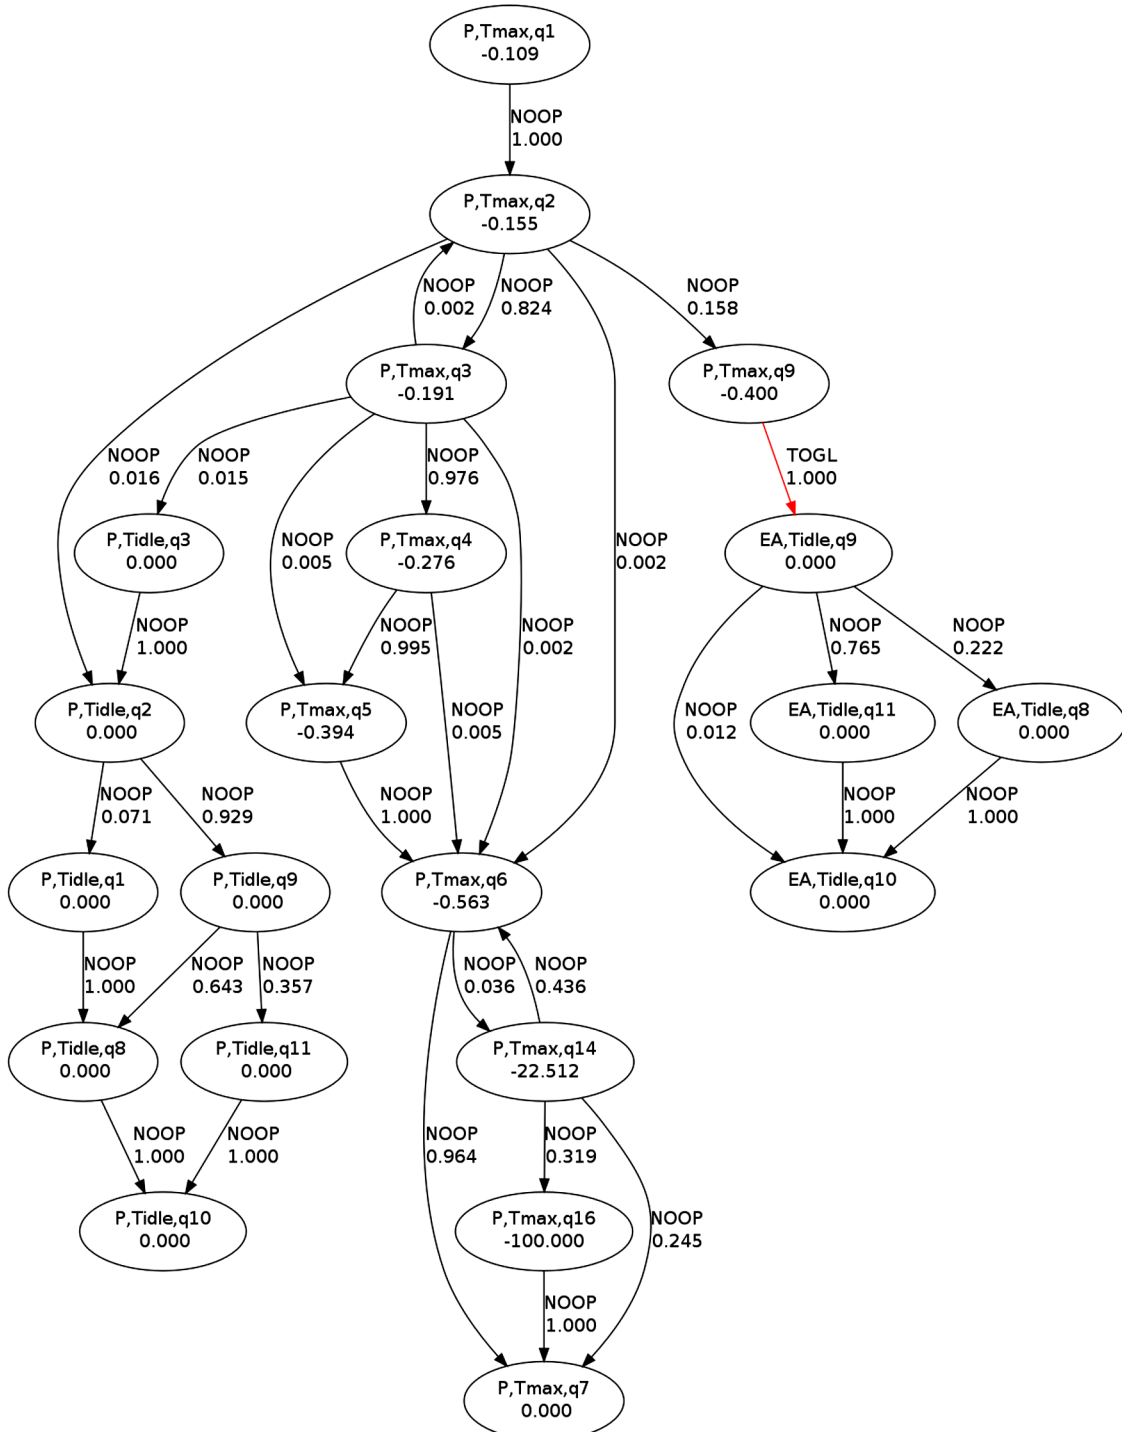 P,Tmax,q1
-0.109
NOOP
1.000
P,Tmax,q2
-0.155
NOOP
0.002
NOOP
0.824
NOOP
0.158
P,Tmax,q3
-0.191
P,Tmax,q9
-0.400
NOOP
0.016
NOOP
0.015
NOOP
0.976
TOGL
1.000
P,Tidle,q3
0.000
NOOP
0.005
P,Tmax,q4
-0.276
NOOP
0.002
EA,Tidle,q9
0.000
NOOP
1.000
NOOP
0.995
NOOP
0.002
NOOP
0.765
NOOP
0.222
P,Tidle,q2
0.000
P,Tmax,q5
-0.394
NOOP
0.005
NOOP
0.012
EA,Tidle,q11
0.000
EA,Tidle,q8
0.000
NOOP
0.071
NOOP
0.929
NOOP
1.000
NOOP
1.000
NOOP
1.000
P,Tidle,q1
0.000
P,Tidle,q9
0.000
P,Tmax,q6
-0.563
EA,Tidle,q10
0.000
NOOP
1.000
NOOP
0.643
NOOP
0.357
NOOP
0.036
NOOP
0.436
P,Tidle,q8
0.000
P,Tidle,q11
0.000
P,Tmax,q14
-22.512
NOOP
1.000
NOOP
1.000
NOOP
0.964
NOOP
0.319
P,Tidle,q10
0.000
P,Tmax,q16
-100.000
NOOP
0.245
NOOP
1.000
P,Tmax,q7
0.000